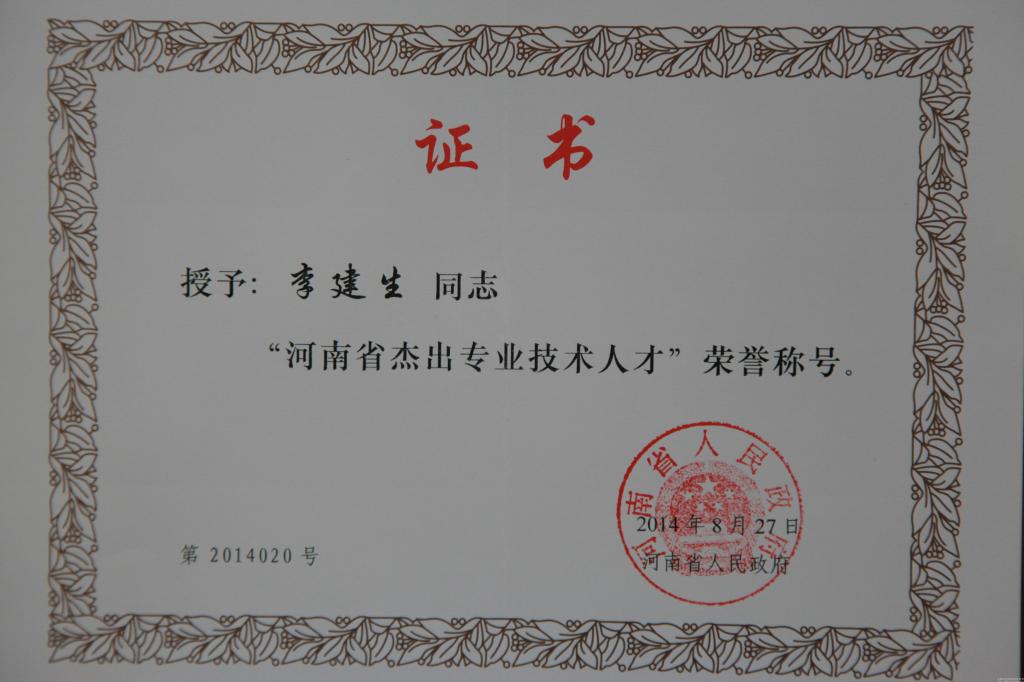 证书
授予：李建生 同志
“河南省杰出专业技术人才”荣誉称号。
河南省人民政府
2014年8月27日
第 2014020 号
河南省人民政府